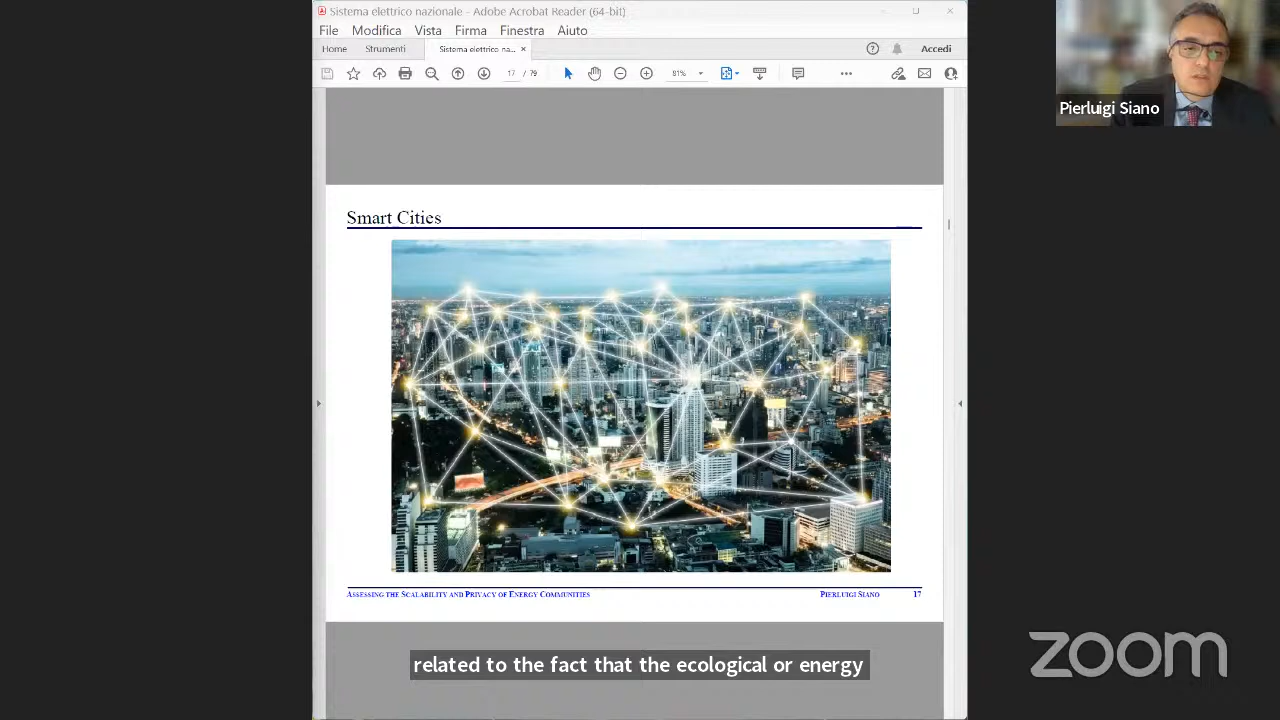 Sistema elettrico nazionale - Adobe Acrobat Reader (64-bit)
File Modifica Vista Firma Finestra Aiuto
Home Strumenti Sistema elettrico na... × Accedi
17 / 79 81%
Pierluigi Siano
Smart Cities
ASSESSING THE SCALABILITY AND PRIVACY OF ENERGY COMMUNITIES PIERLUIGI SIANO 17
related to the fact that the ecological or energy
zoom